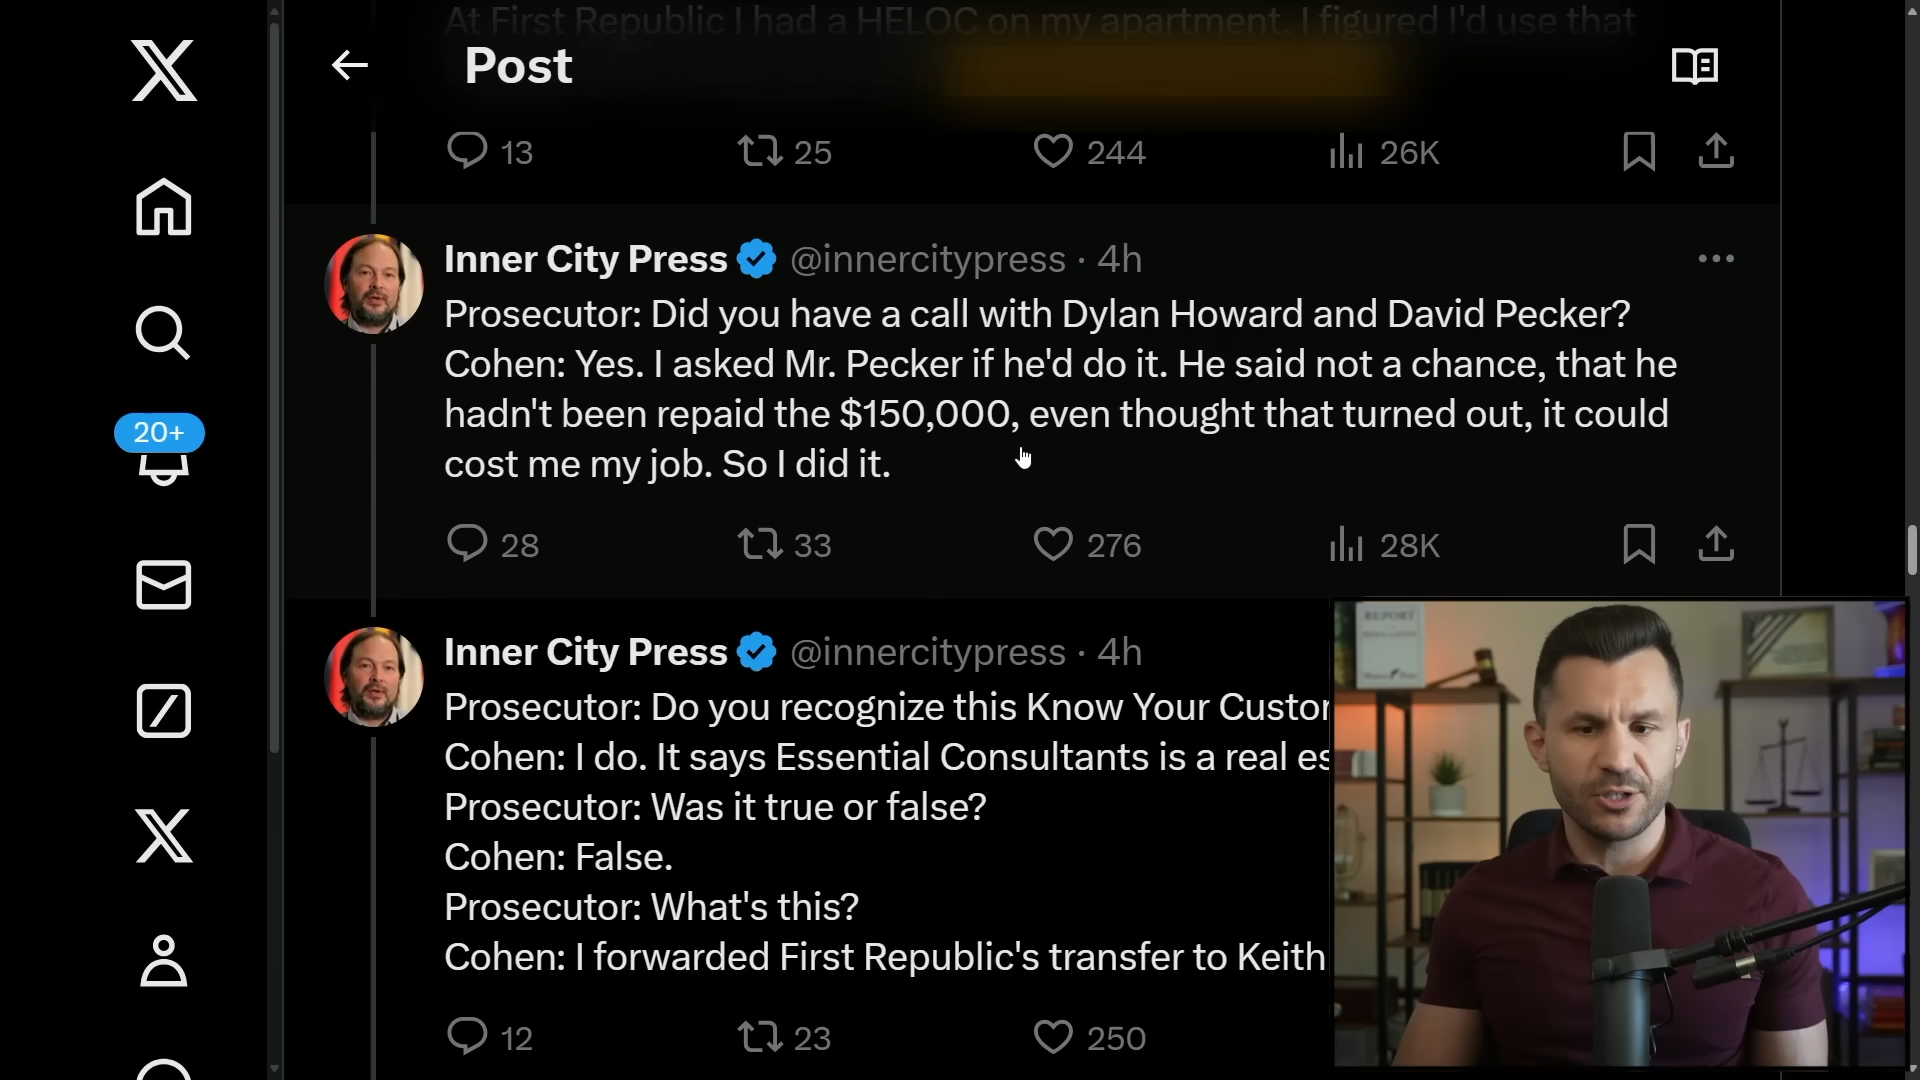 At First Republic I had a HELOC on my apartment. I figured I'd use that
Post
13 25 244 26K
Inner City Press @innercitypress · 4h
Prosecutor: Did you have a call with Dylan Howard and David Pecker?
Cohen: Yes. I asked Mr. Pecker if he'd do it. He said not a chance, that he
hadn't been repaid the $150,000, even thought that turned out, it could
cost me my job. So I did it.
20+
28 33 276 28K
Inner City Press @innercitypress · 4h
Prosecutor: Do you recognize this Know Your Custor
Cohen: I do. It says Essential Consultants is a real es
Prosecutor: Was it true or false?
Cohen: False.
Prosecutor: What's this?
Cohen: I forwarded First Republic's transfer to Keith
12 23 250
REPORT